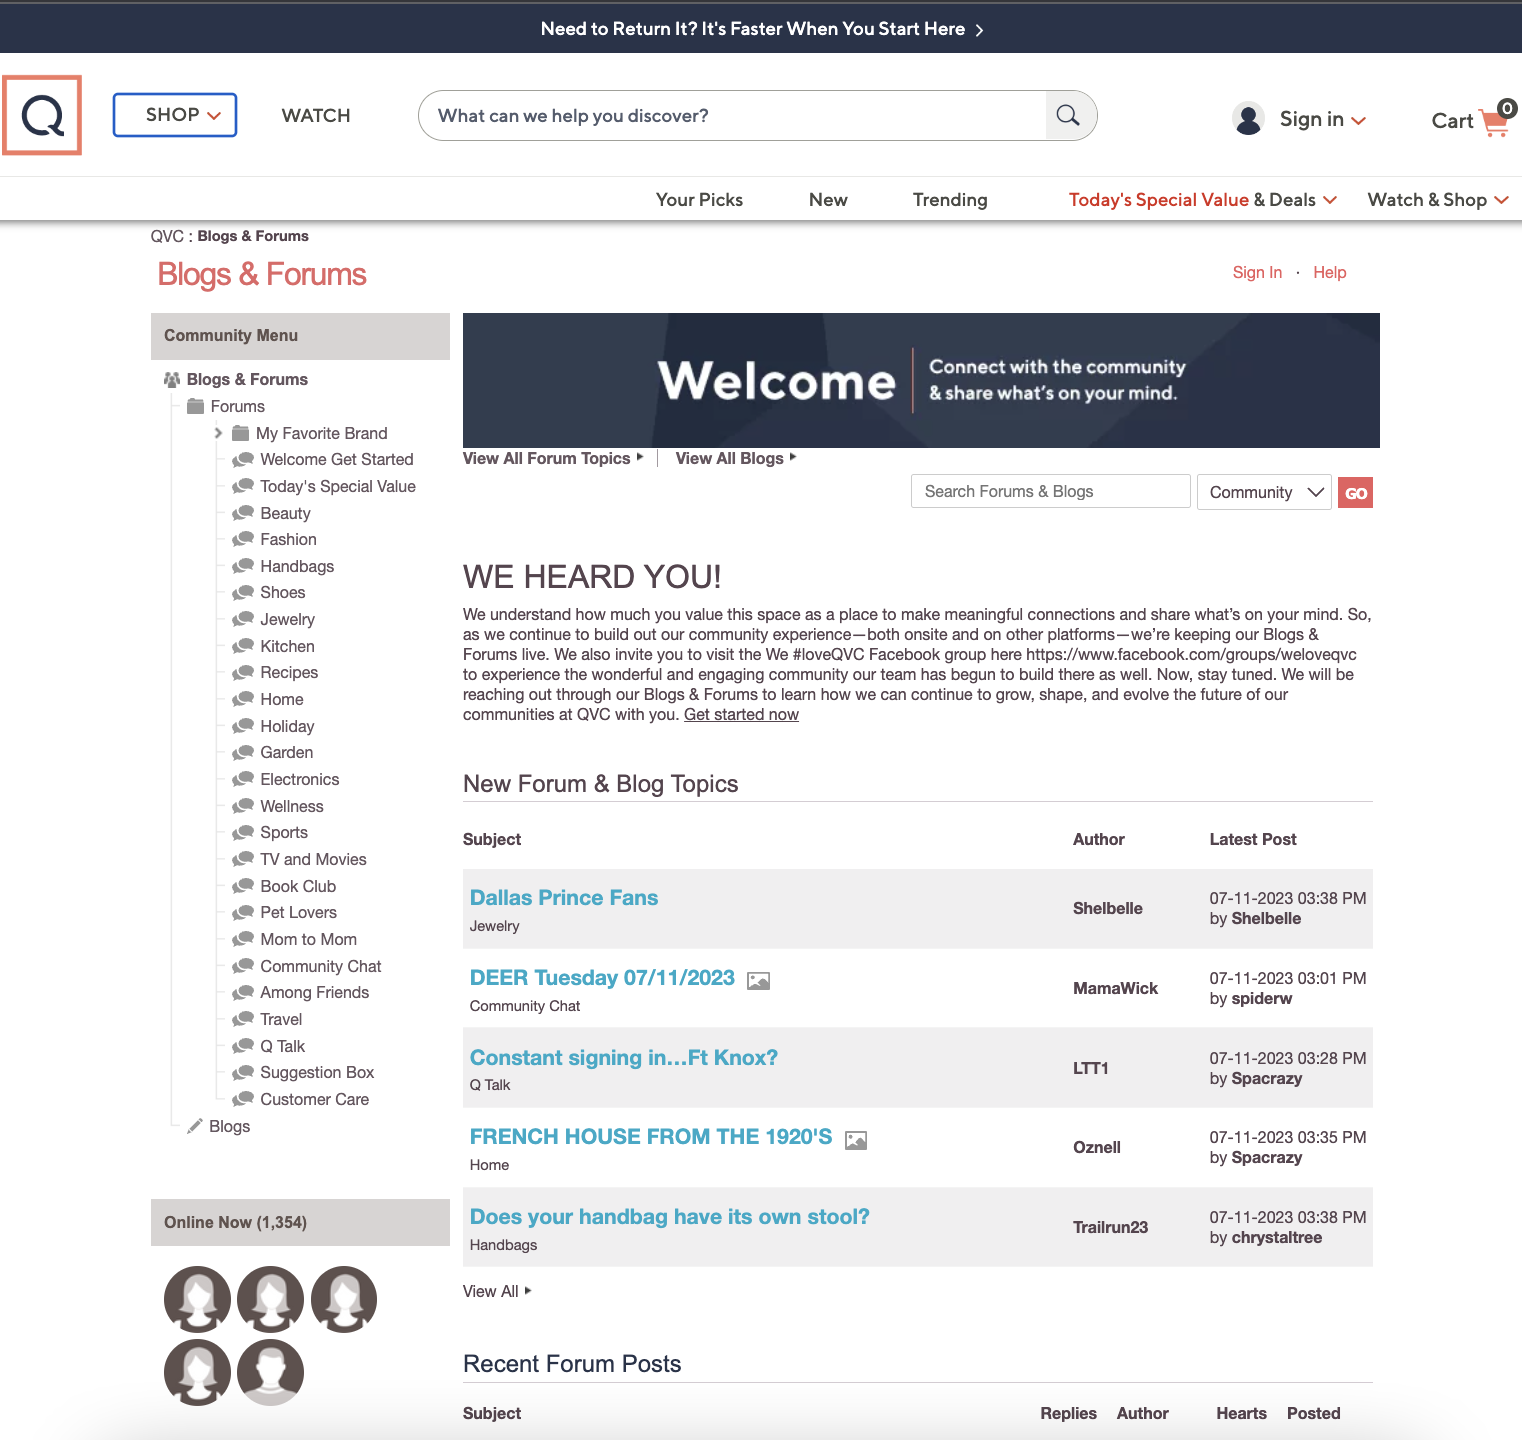 Need to Return It? It's Faster When You Start Here
Q
SHOP
WATCH
What can we help you discover?
Sign in
Cart
0
Your Picks
New
Trending
Today's Special Value & Deals
Watch & Shop
QVC : Blogs & Forums
Blogs & Forums
Sign In · Help
Community Menu
Blogs & Forums
Forums
My Favorite Brand
Welcome Get Started
Today's Special Value
Beauty
Fashion
Handbags
Shoes
Jewelry
Kitchen
Recipes
Home
Holiday
Garden
Electronics
Wellness
Sports
TV and Movies
Book Club
Pet Lovers
Mom to Mom
Community Chat
Among Friends
Travel
Q Talk
Suggestion Box
Customer Care
Blogs
Online Now (1,354)
Welcome
Connect with the community
& share what's on your mind.
View All Forum Topics
View All Blogs
Search Forums & Blogs
Community
GO
WE HEARD YOU!
We understand how much you value this space as a place to make meaningful connections and share what's on your mind. So,
as we continue to build out our community experience—both onsite and on other platforms—we're keeping our Blogs &
Forums live. We also invite you to visit the We #loveQVC Facebook group here https://www.facebook.com/groups/weloveqvc
to experience the wonderful and engaging community our team has begun to build there as well. Now, stay tuned. We will be
reaching out through our Blogs & Forums to learn how we can continue to grow, shape, and evolve the future of our
communities at QVC with you. Get started now
New Forum & Blog Topics
Subject Author Latest Post
Dallas Prince Fans
Jewelry
Shelbelle
07-11-2023 03:38 PM
by Shelbelle
DEER Tuesday 07/11/2023
Community Chat
MamaWick
07-11-2023 03:01 PM
by spiderw
Constant signing in...Ft Knox?
Q Talk
LTT1
07-11-2023 03:28 PM
by Spacrazy
FRENCH HOUSE FROM THE 1920'S
Home
Oznell
07-11-2023 03:35 PM
by Spacrazy
Does your handbag have its own stool?
Handbags
Trailrun23
07-11-2023 03:38 PM
by chrystaltree
View All
Recent Forum Posts
Subject Replies Author Hearts Posted